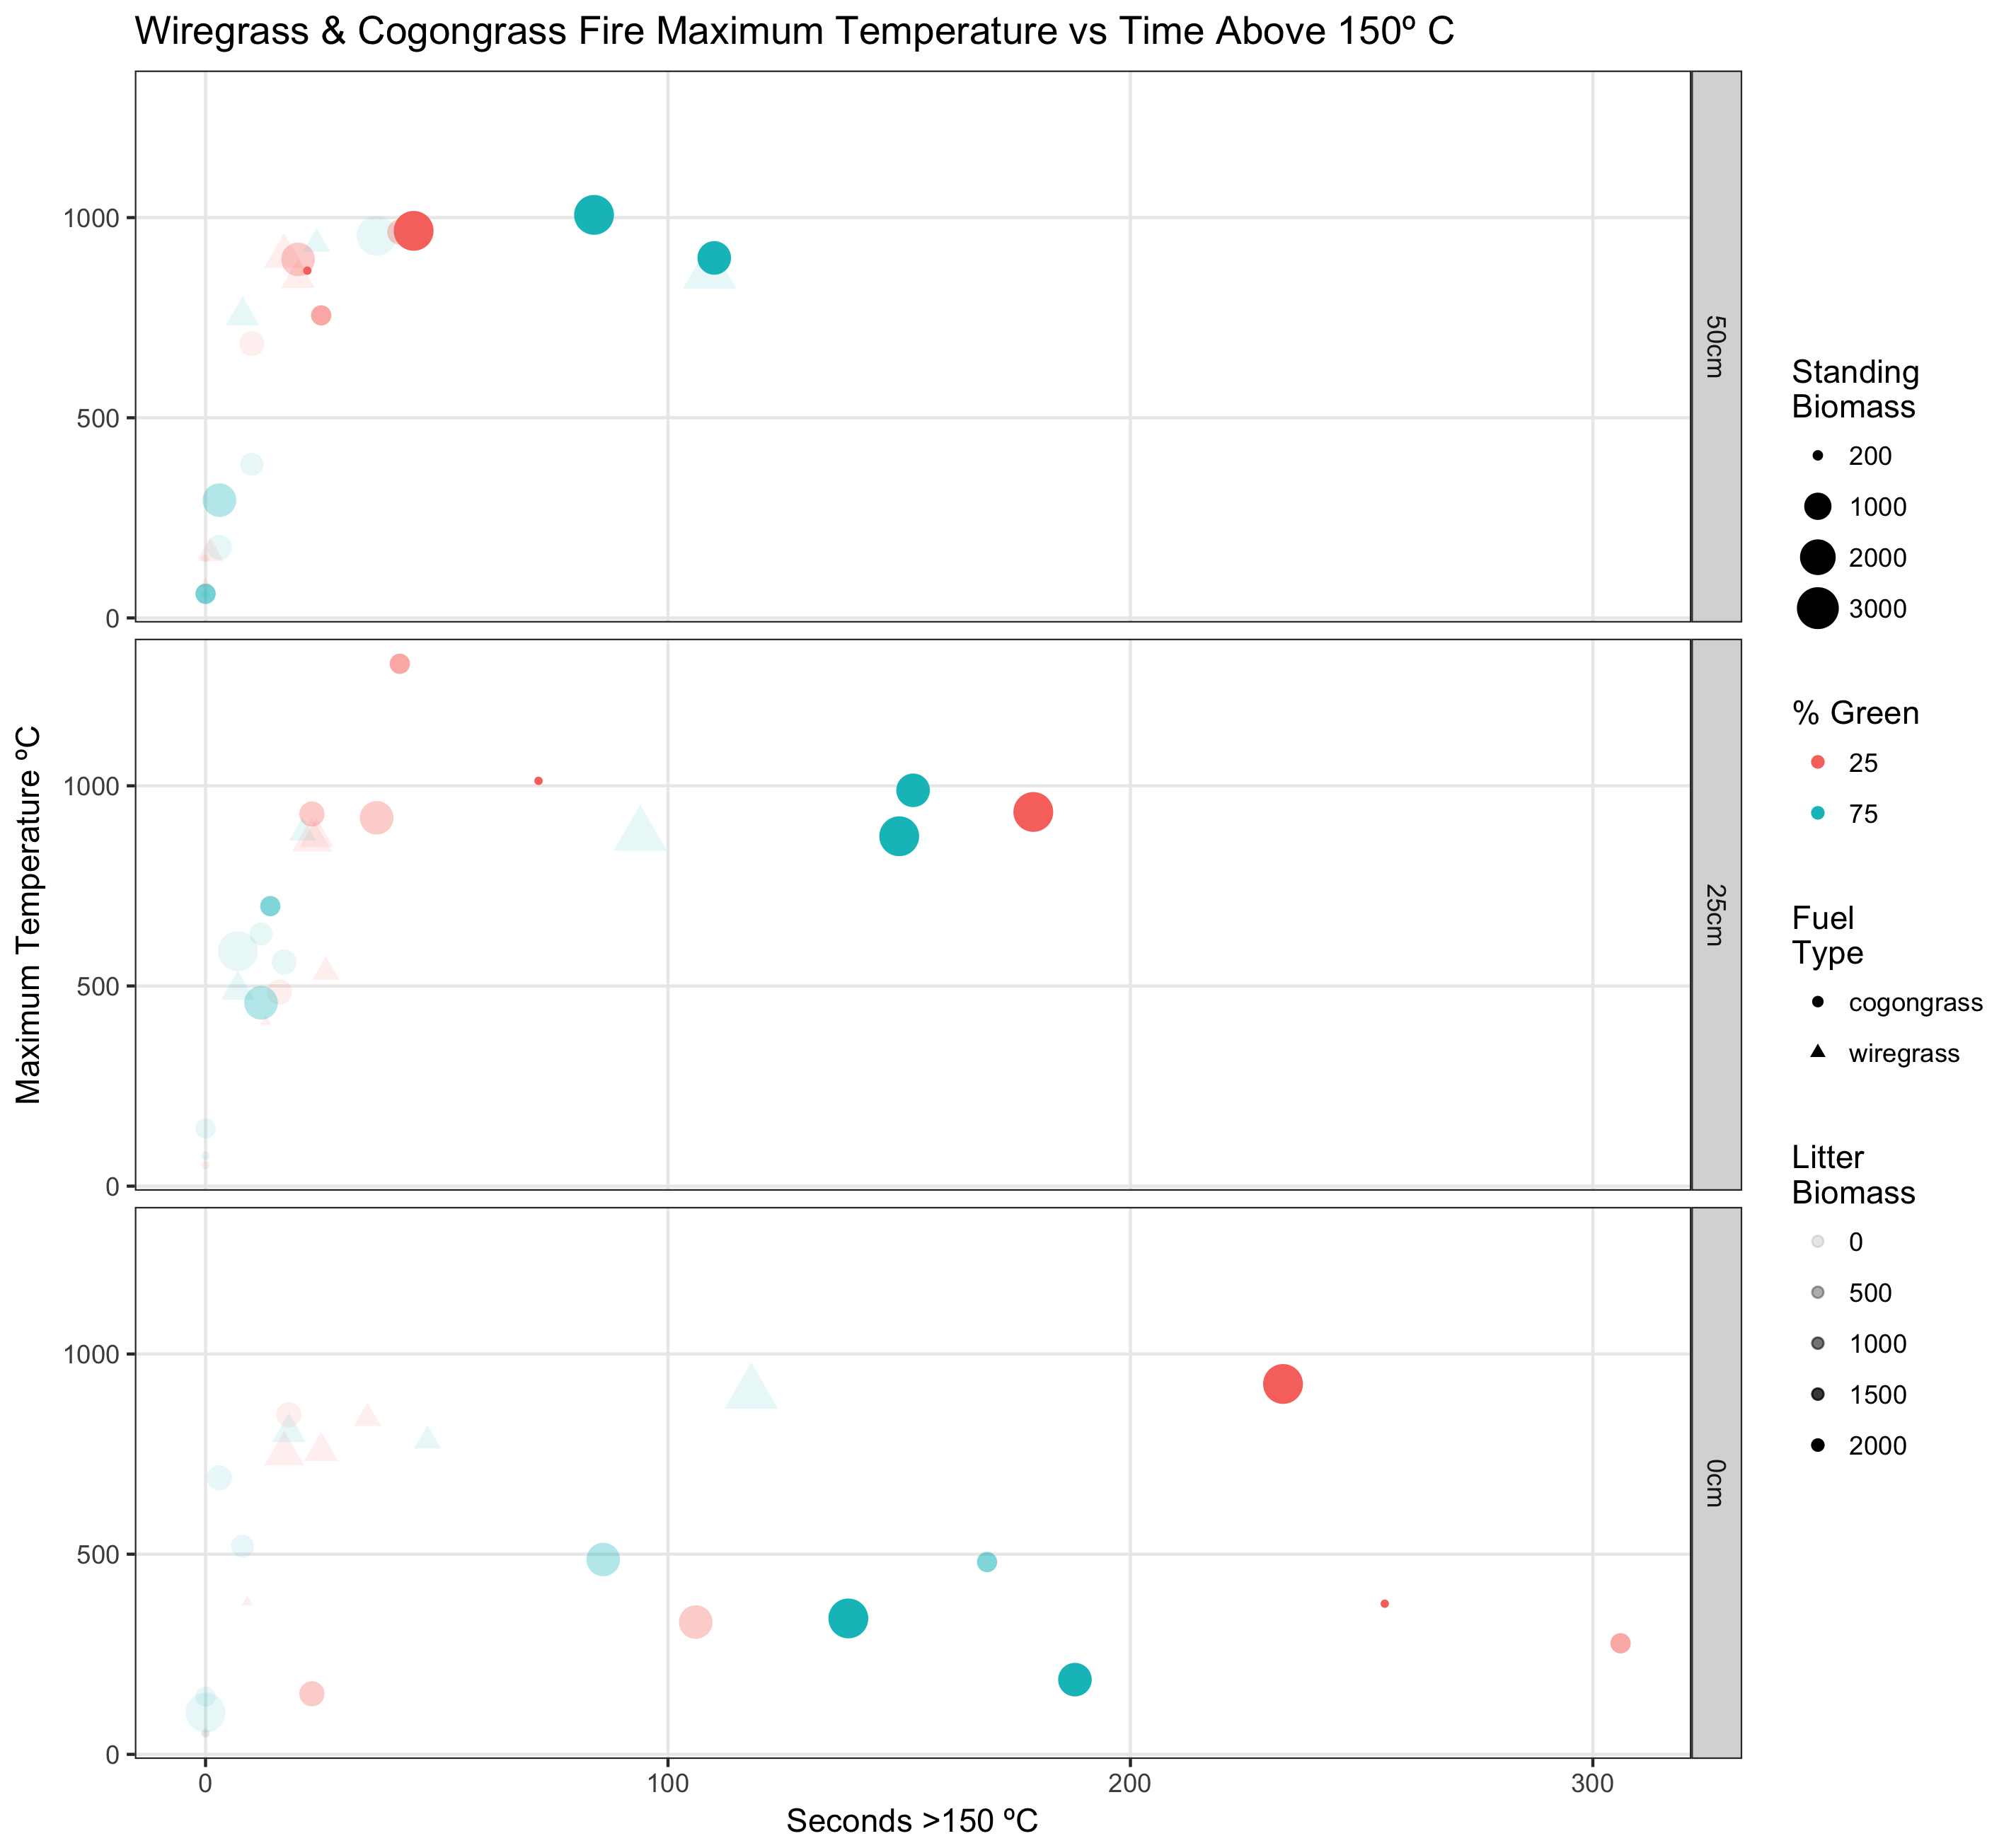 Wiregrass & Cogongrass Fire Maximum Temperature vs Time Above 150º C
Maximum Temperature ºC
1000
500
0
50cm
1000
500
0
25cm
1000
500
0
0cm
0
100
200
300
Seconds >150 ºC
Standing
Biomass
200
1000
2000
3000
% Green
25
75
Fuel
Type
cogongrass
wiregrass
Litter
Biomass
0
500
1000
1500
2000